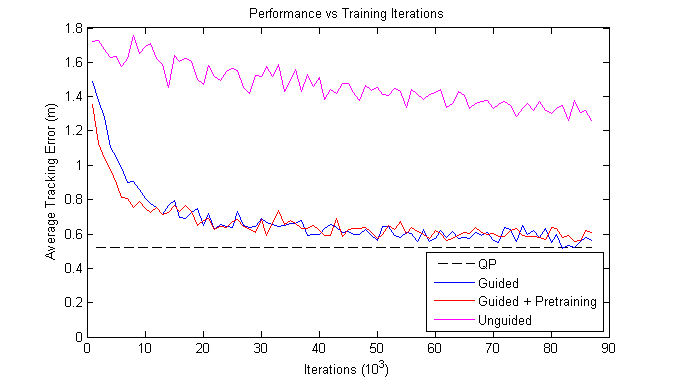 Performance vs Training Iterations
Average Tracking Error (m)
1.8
1.6
1.4
1.2
1
0.8
0.6
0.4
0.2
0
0 10 20 30 40 50 60 70 80 90
Iterations (10³)
QP
Guided
Guided + Pretraining
Unguided